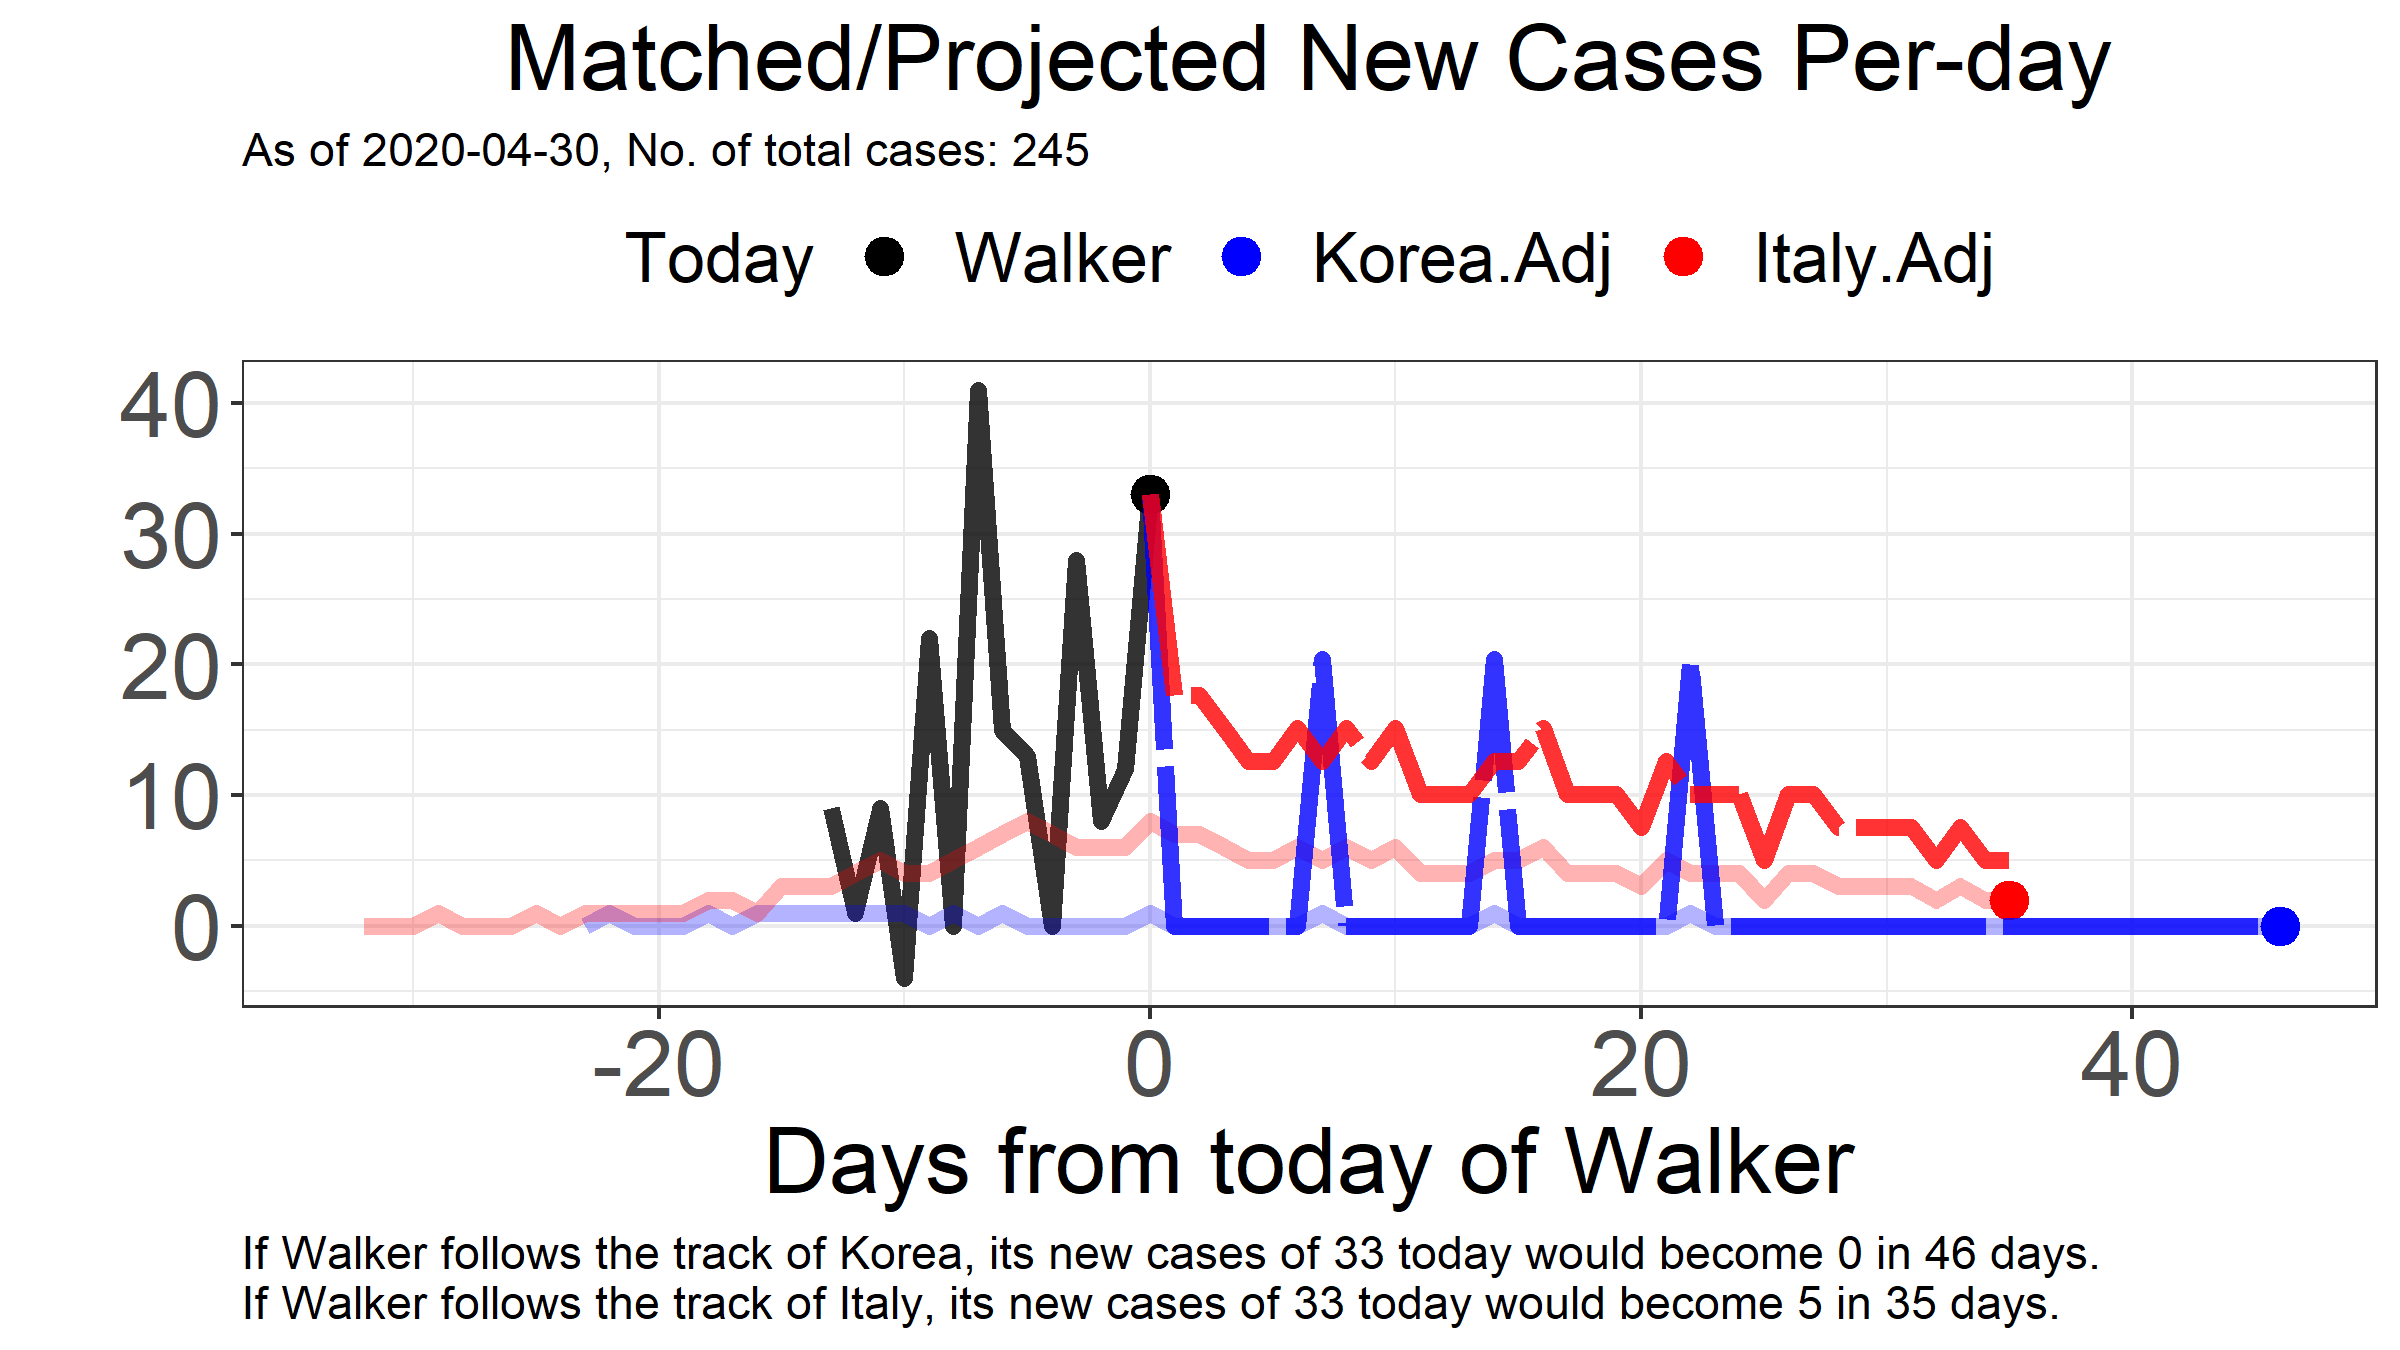 Matched/Projected New Cases Per-day
As of 2020-04-30, No. of total cases: 245
Today Walker Korea.Adj Italy.Adj
40
30
20
10
0
-20 0 20 40
Days from today of Walker
If Walker follows the track of Korea, its new cases of 33 today would become 0 in 46 days.
If Walker follows the track of Italy, its new cases of 33 today would become 5 in 35 days.